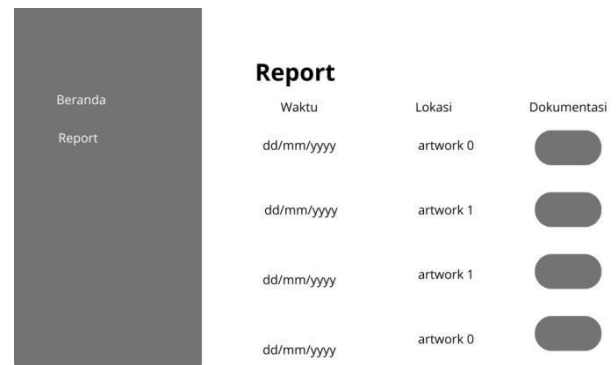 Beranda
Report
Report
Waktu Lokasi Dokumentasi
dd/mm/yyyy artwork 0
dd/mm/yyyy artwork 1
dd/mm/yyyy artwork 1
dd/mm/yyyy artwork 0